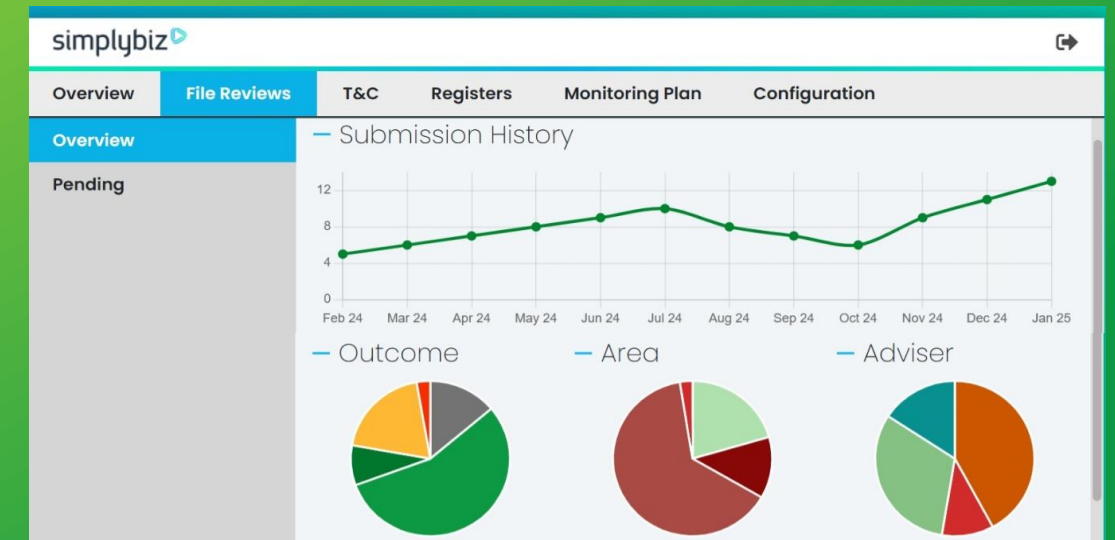 simplybiz
Overview File Reviews T&C Registers Monitoring Plan Configuration
Overview
Pending
Submission History
12
8
4
0
Feb 24 Mar 24 Apr 24 May 24 Jun 24 Jul 24 Aug 24 Sep 24 Oct 24 Nov 24 Dec 24 Jan 25
Outcome Area Adviser